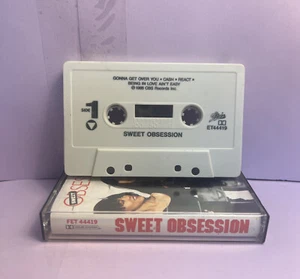 GONNA GET OVER YOU • CASH • REACT •
BEING IN LOVE AIN'T EASY
℗ 1988 CBS Records Inc.
SIDE 1
Epic
ET44419
SWEET OBSESSION
FET 44419
SWEET OBSESSION